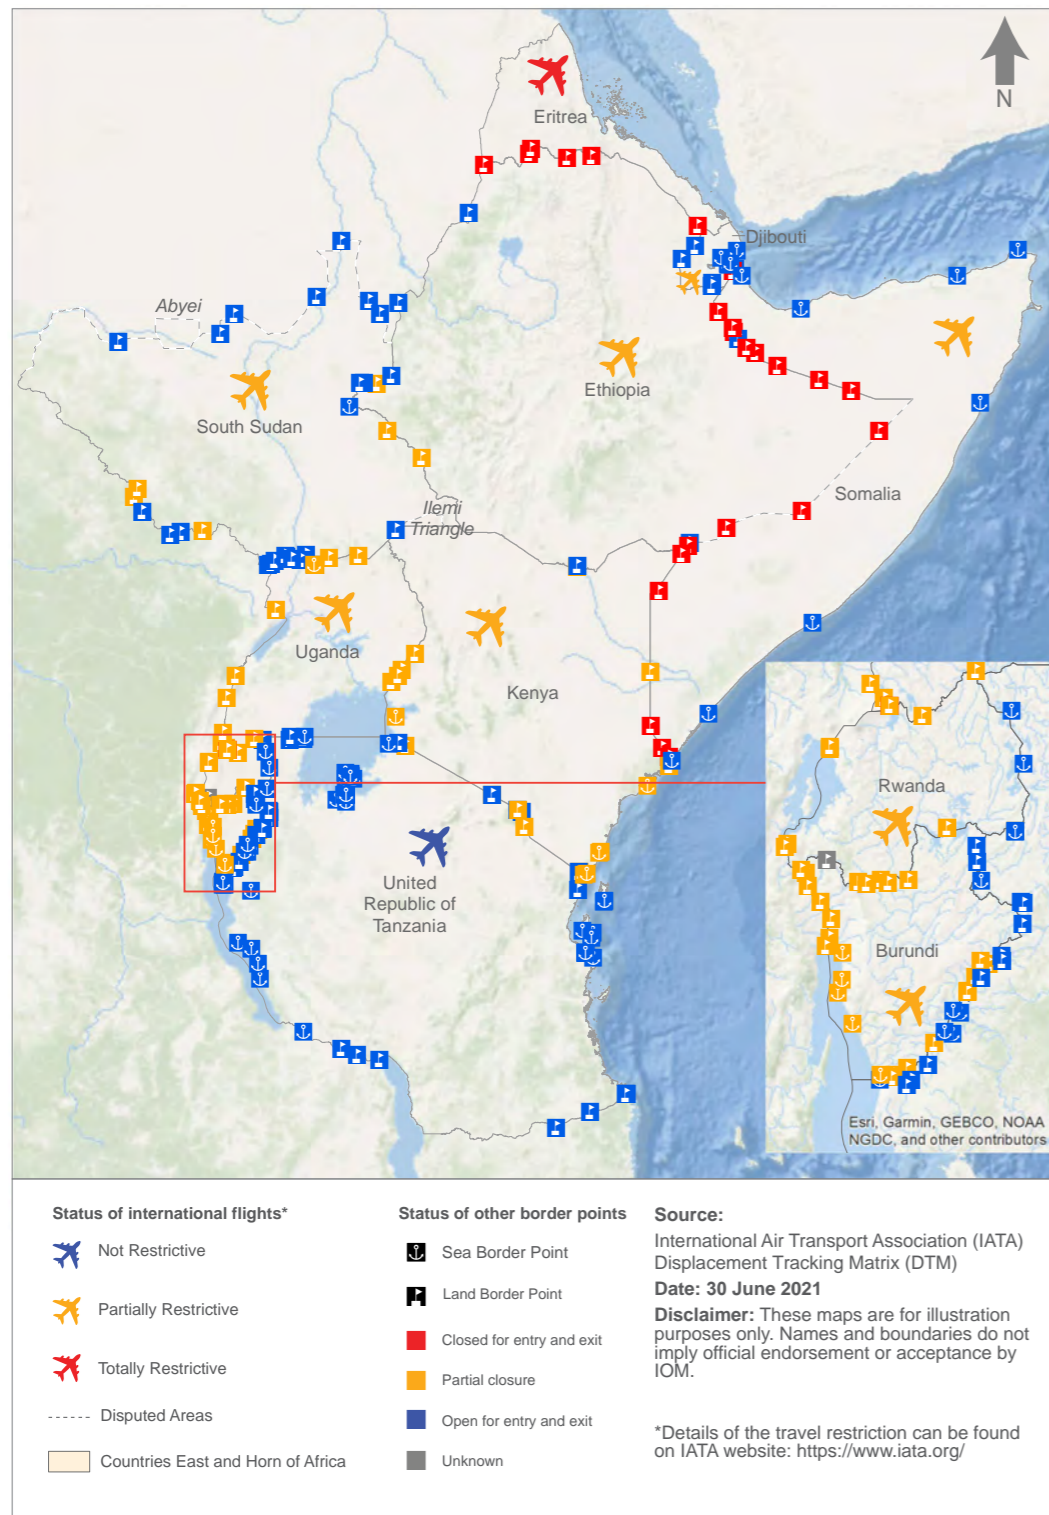 N
Eritrea
Djibouti
Abyei
Ethiopia
South Sudan
Somalia
Ilemi
Triangle
Uganda
Kenya
Rwanda
United
Republic of
Tanzania
Burundi
Esri, Garmin, GEBCO, NOAA
NGDC, and other contributors
Status of international flights*
Not Restrictive
Partially Restrictive
Totally Restrictive
Disputed Areas
Countries East and Horn of Africa
Status of other border points
Sea Border Point
Land Border Point
Closed for entry and exit
Partial closure
Open for entry and exit
Unknown
Source:
International Air Transport Association (IATA)
Displacement Tracking Matrix (DTM)
Date: 30 June 2021
Disclaimer: These maps are for illustration
purposes only. Names and boundaries do not
imply official endorsement or acceptance by
IOM.
*Details of the travel restriction can be found
on IATA website: https://www.iata.org/